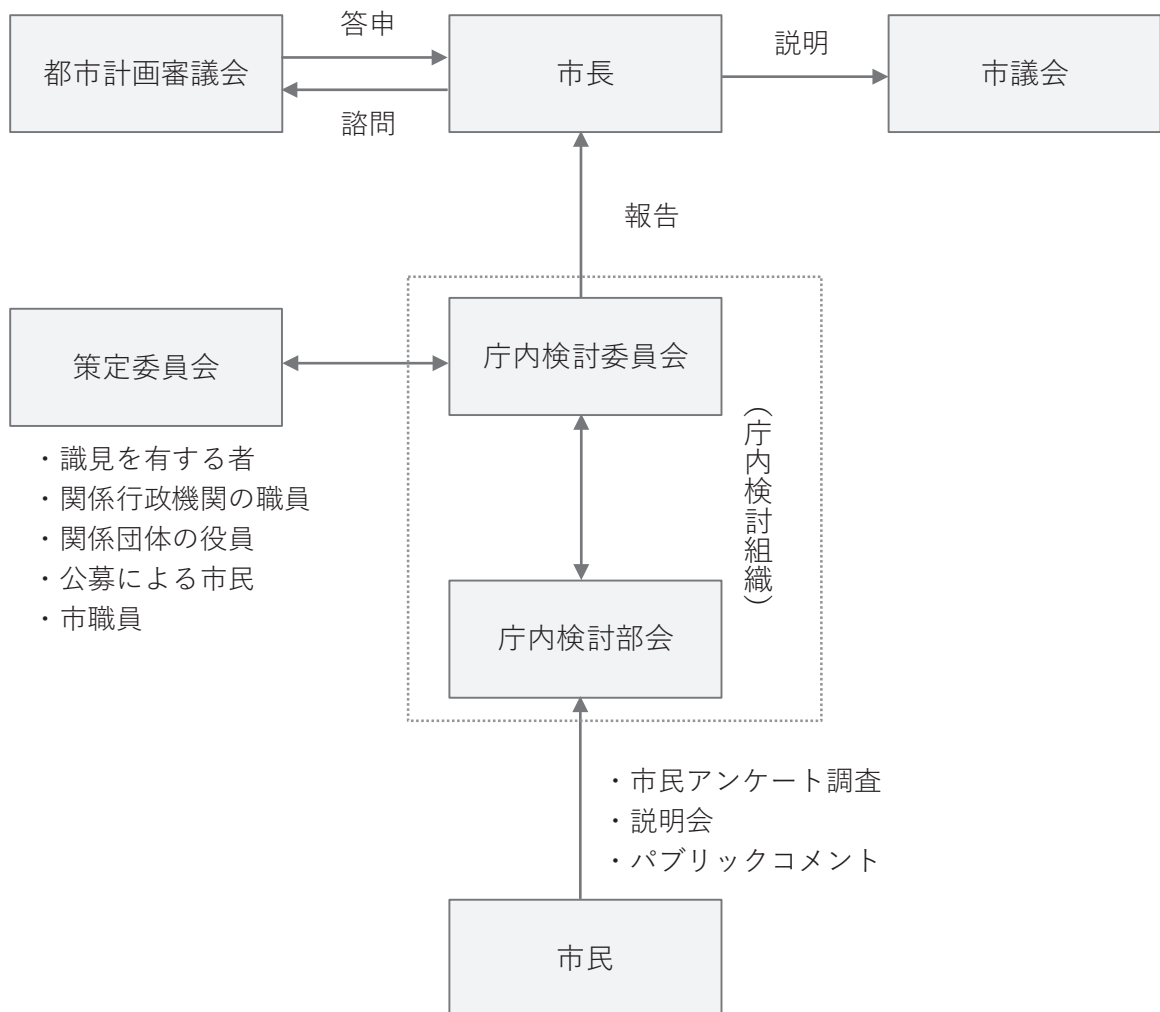 答申
都市計画審議会
市長
説明
市議会
諮問
報告
策定委員会
・識見を有する者
・関係行政機関の職員
・関係団体の役員
・公募による市民
・市職員
庁内検討委員会
（庁内検討組織）
庁内検討部会
・市民アンケート調査
・説明会
・パブリックコメント
市民